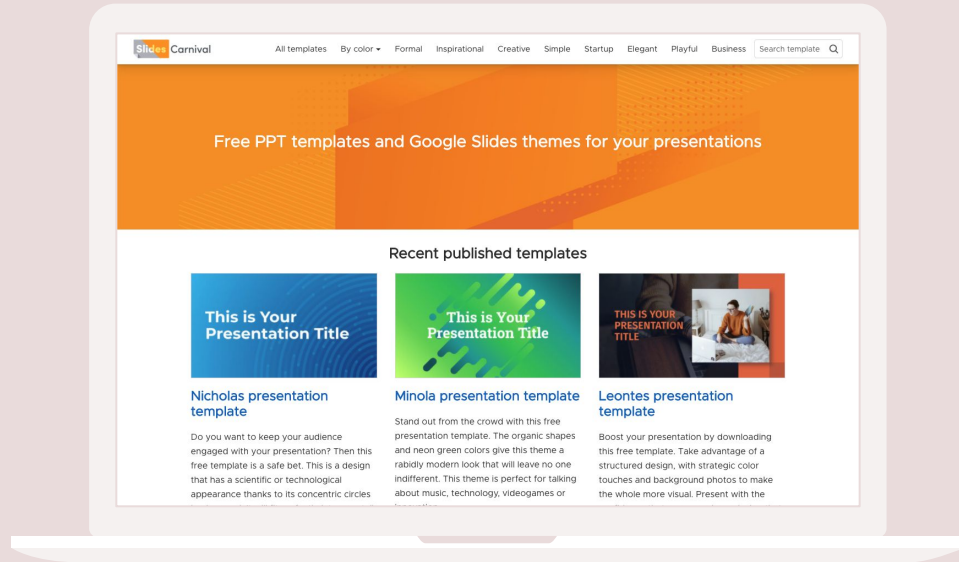 Slides Carnival
All templates By color Formal Inspirational Creative Simple Startup Elegant Playful Business Search template
Free PPT templates and Google Slides themes for your presentations
Recent published templates
This is Your
Presentation Title
Nicholas presentation
template
Do you want to keep your audience
engaged with your presentation? Then this
free template is a safe bet. This is a design
that has a scientific or technological
appearance thanks to its concentric circles
This is Your
Presentation Title
Minola presentation template
Stand out from the crowd with this free
presentation template. The organic shapes
and neon green colors give this theme a
rabidly modern look that will leave no one
indifferent. This theme is perfect for talking
about music, technology, videogames or
THIS IS YOUR
PRESENTATION
TITLE
Leontes presentation
template
Boost your presentation by downloading
this free template. Take advantage of a
structured design, with strategic color
touches and background photos to make
the whole more visual. Present with the